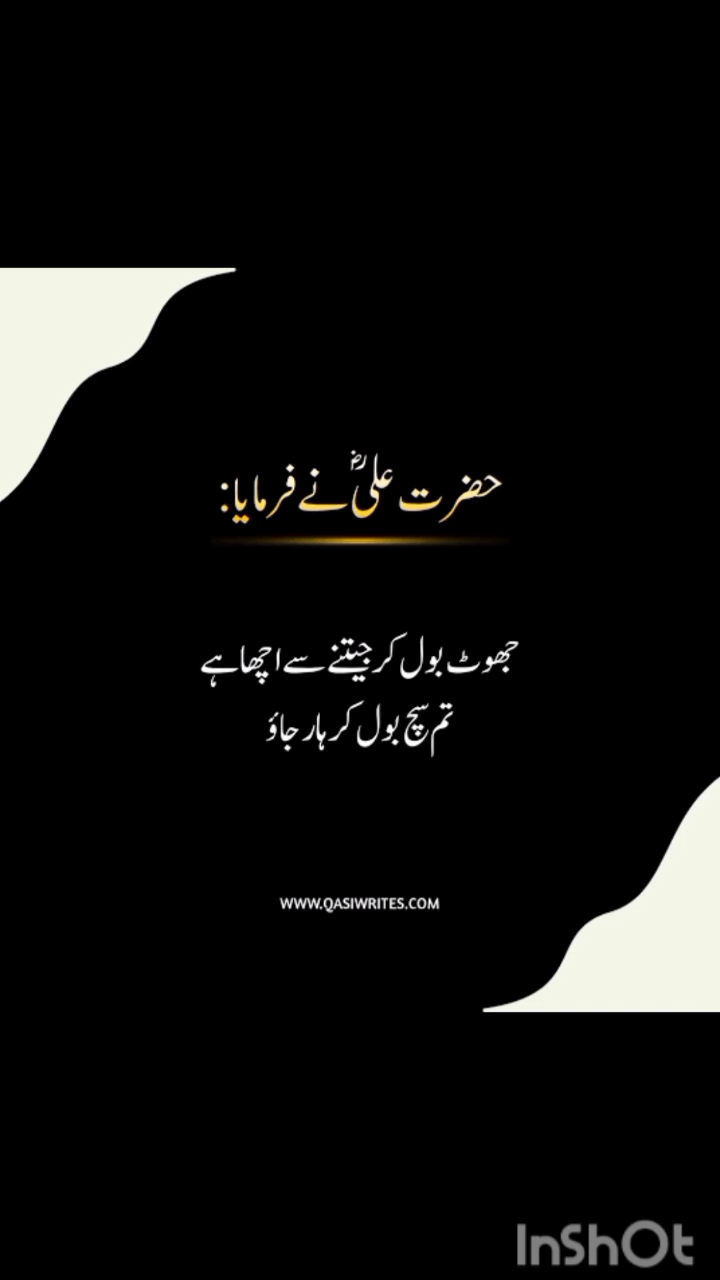 حضرت علیؓ نے فرمایا:
جھوٹ بول کر جیتنے سے اچھا ہے
تم سچ بول کر ہار جاؤ
WWW.QASIWRITES.COM
InShOt